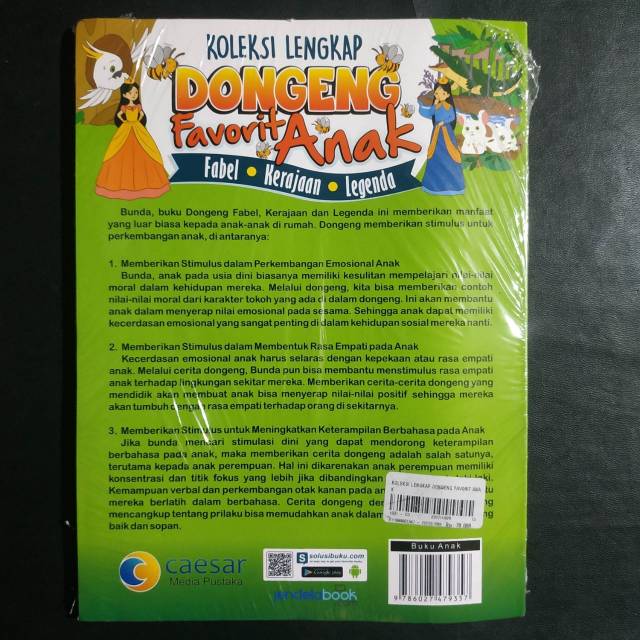 KOLEKSI LENGKAP
DONGENG
Favorit Anak
Fabel • Kerajaan • Legenda
Bunda, buku Dongeng Fabel, Kerajaan dan Legenda ini memberikan manfaat
yang luar biasa kepada anak-anak di rumah. Dongeng memberikan stimulus untuk
perkembangan anak, di antaranya:
1. Memberikan Stimulus dalam Perkembangan Emosional Anak
Bunda, anak pada usia dini biasanya memiliki kesulitan mempelajari nilai-nilai
moral dalam kehidupan mereka. Melalui dongeng, kita bisa memberikan contoh
nilai-nilai moral dari karakter tokoh yang ada di dalam dongeng. Ini akan membantu
anak dalam menyerap nilai emosional pada sesama. Sehingga anak dapat memiliki
kecerdasan emosional yang sangat penting di dalam kehidupan sosial mereka nanti.
2. Memberikan Stimulus dalam Membentuk Rasa Empati pada Anak
Kecerdasan emosional anak harus selaras dengan kepekaan atau rasa empati
anak. Melalui cerita dongeng, Bunda pun bisa membantu menstimulus rasa empati
anak terhadap lingkungan sekitar mereka. Memberikan cerita-cerita dongeng yang
mendidik akan membuat anak bisa menyerap nilai-nilai positif sehingga mereka
akan tumbuh dengan rasa empati terhadap orang di sekitarnya.
3. Memberikan Stimulus untuk Meningkatkan Keterampilan Berbahasa pada Anak
Jika bunda mencari stimulasi dini yang dapat mendorong keterampilan
berbahasa pada anak, maka memberikan cerita dongeng adalah salah satunya,
terutama kepada anak perempuan. Hal ini dikarenakan anak perempuan memiliki
konsentrasi dan titik fokus yang lebih jika dibandingkan
Kemampuan verbal dan perkembangan otak kanan pada
mereka berlatih dalam berbahasa. Cerita dongeng
mencangkup tentang prilaku bisa memudahkan anak dalam
baik dan sopan.
KOLEKSI LENGKAP DONGENG FAVORIT ANA
K
Rp. 79,000
caesar
Media Pustaka
S solusibuku.com
Google play
jendelabook
Buku Anak
9 786027 479357